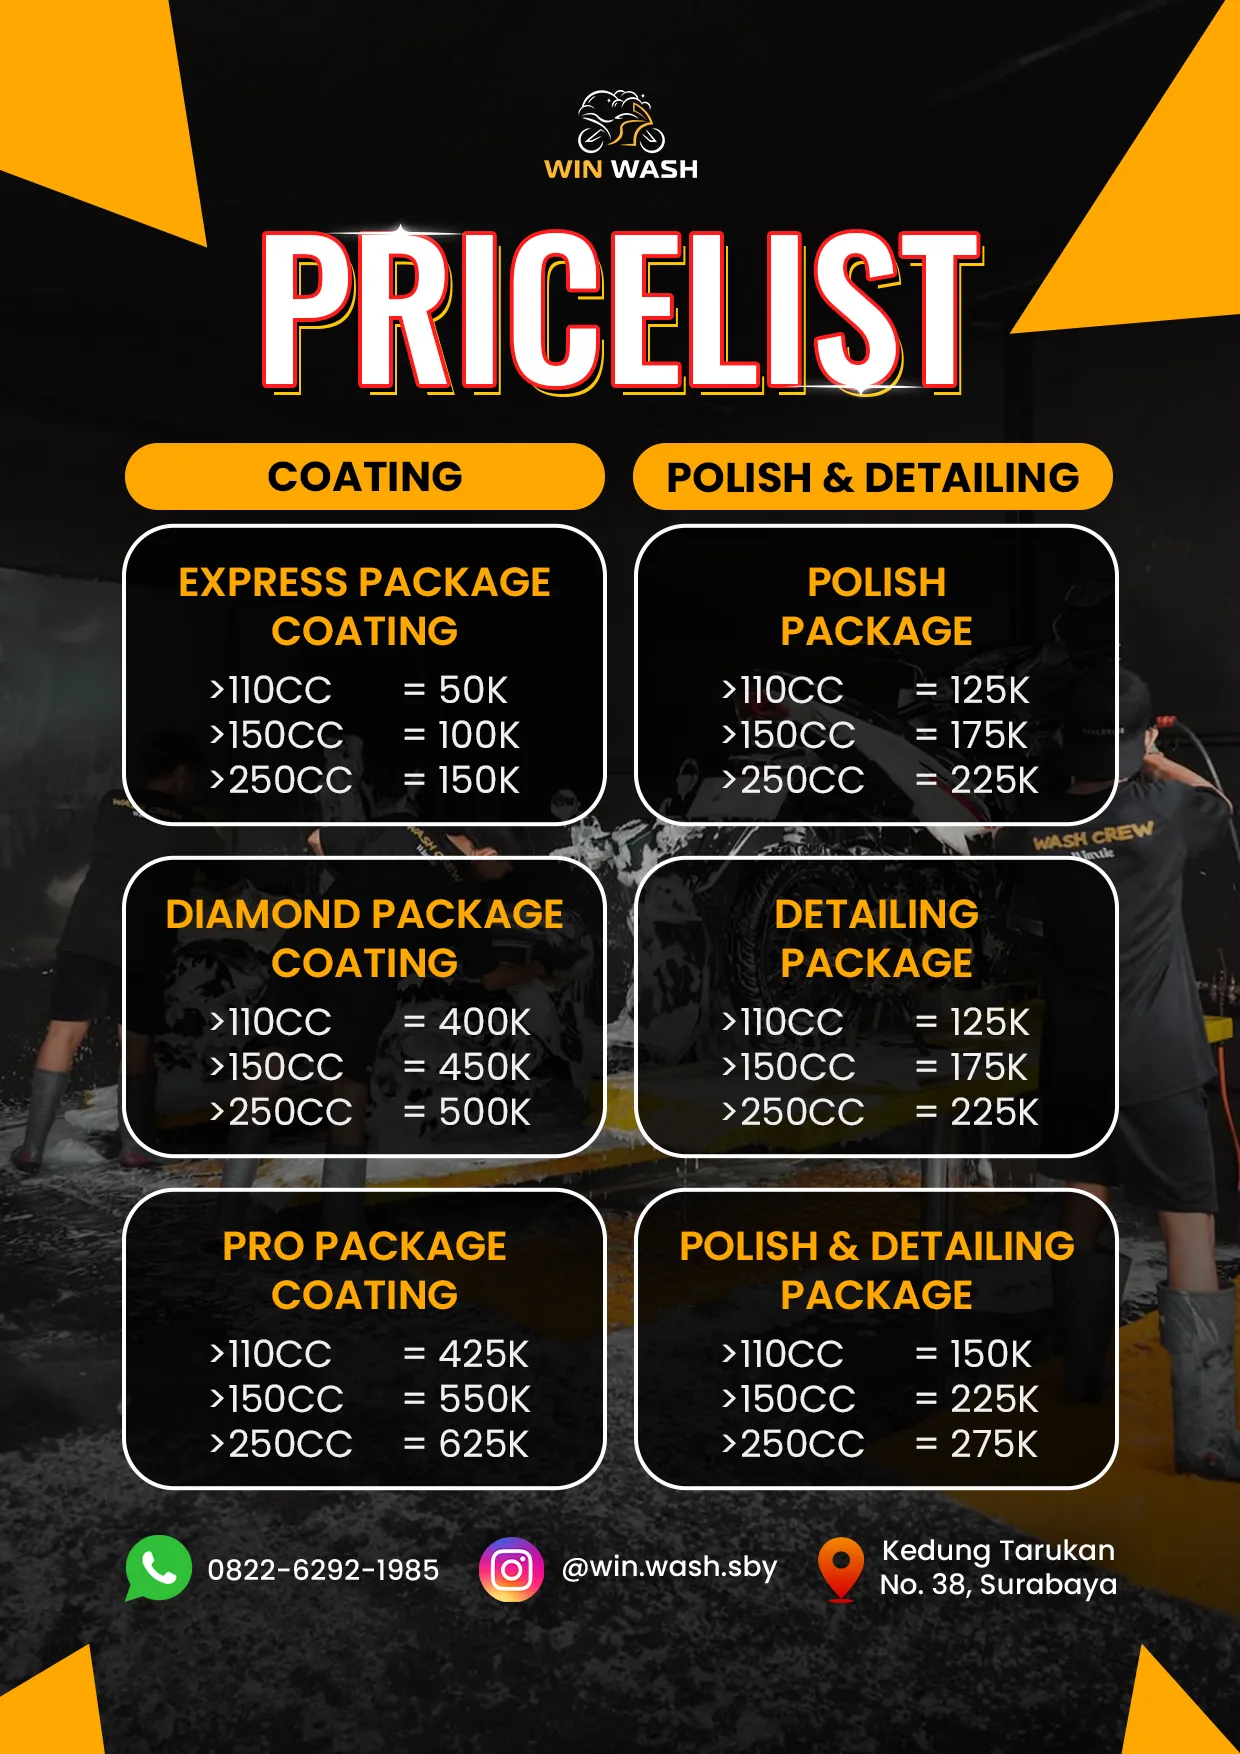 WIN WASH
PRICELIST
COATING
EXPRESS PACKAGE
COATING
>110CC = 50K
>150CC = 100K
>250CC = 150K
DIAMOND PACKAGE
COATING
>110CC = 400K
>150CC = 450K
>250CC = 500K
PRO PACKAGE
COATING
>110CC = 425K
>150CC = 550K
>250CC = 625K
POLISH & DETAILING
POLISH
PACKAGE
>110CC = 125K
>150CC = 175K
>250CC = 225K
DETAILING
PACKAGE
>110CC = 125K
>150CC = 175K
>250CC = 225K
POLISH & DETAILING
PACKAGE
>110CC = 150K
>150CC = 225K
>250CC = 275K
WASH CREW
WASH CREW
0822-6292-1985
@win.wash.sby
Kedung Tarukan
No. 38, Surabaya